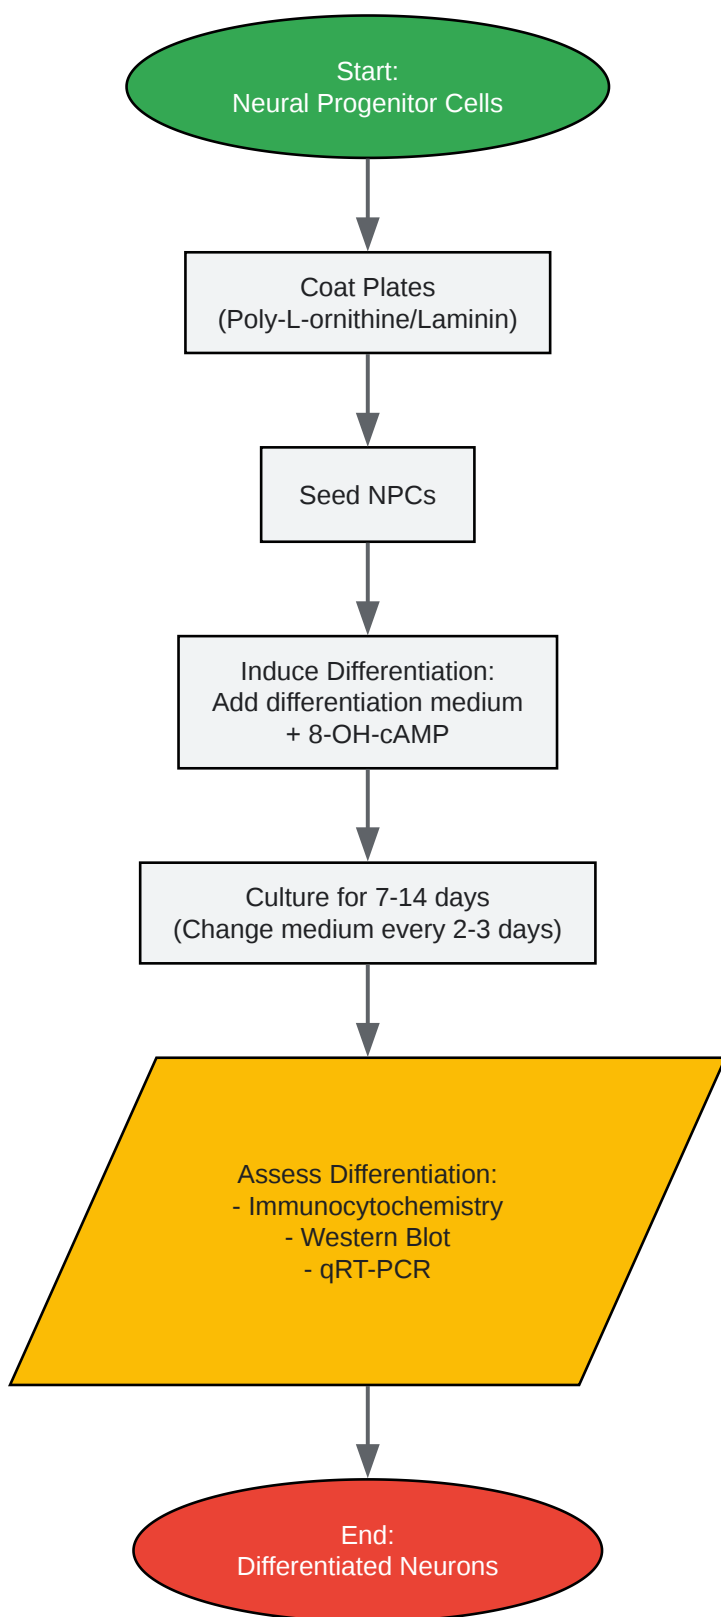 Start:
Neural Progenitor Cells
Coat Plates
(Poly-L-ornithine/Laminin)
Seed NPCs
Induce Differentiation:
Add differentiation medium
+ 8-OH-cAMP
Culture for 7-14 days
(Change medium every 2-3 days)
Assess Differentiation:
- Immunocytochemistry
- Western Blot
- qRT-PCR
End:
Differentiated Neurons